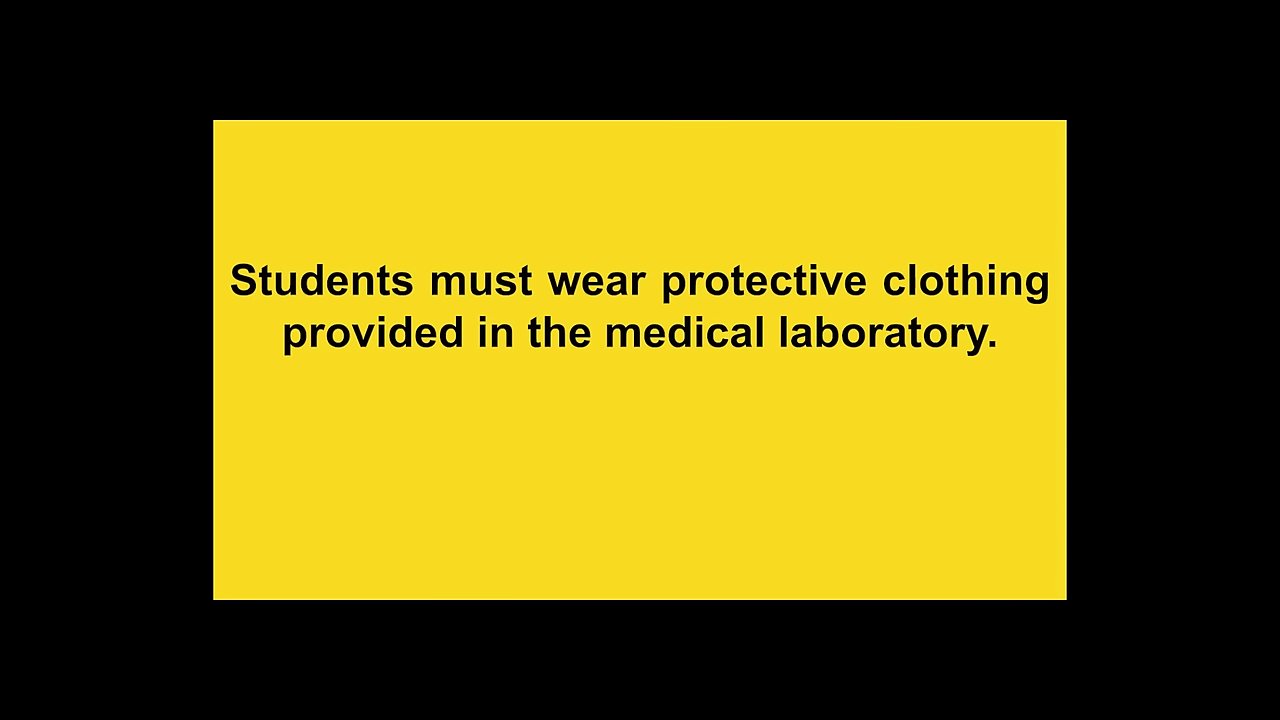 Students must wear protective clothing
provided in the medical laboratory.